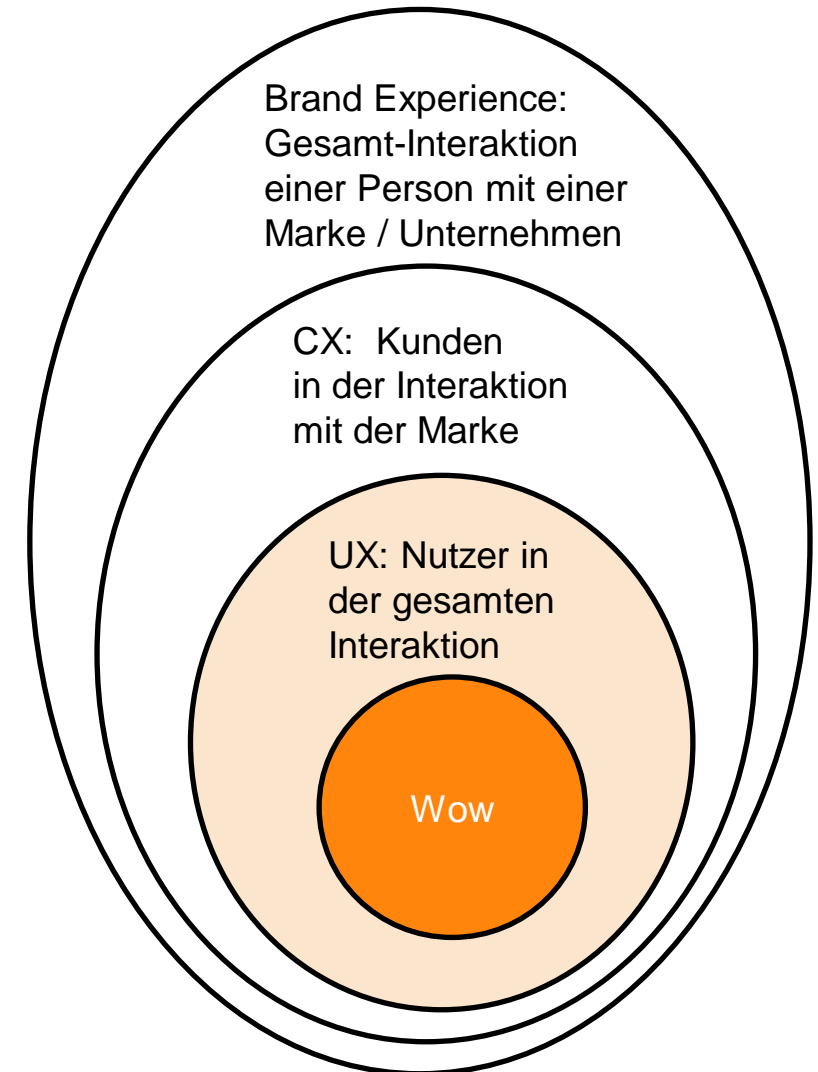 Brand Experience:
Gesamt-Interaktion
einer Person mit einer
Marke / Unternehmen
CX:  Kunden
in der Interaktion
mit der Marke
UX: Nutzer in
der gesamten
Interaktion
Wow